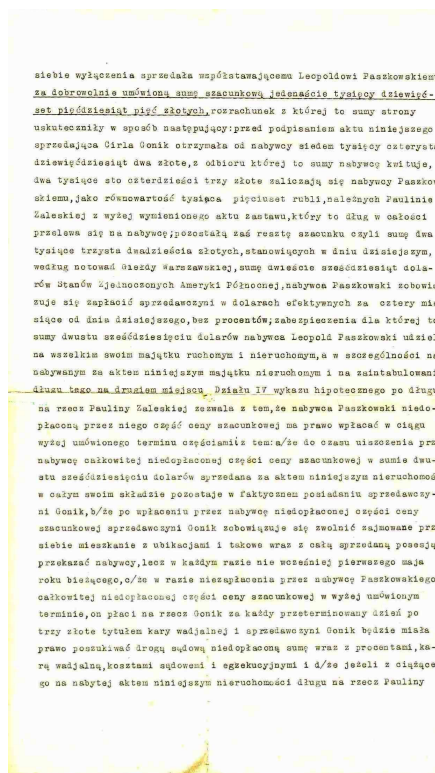 siebie wyłączenia sprzedała współstawającemu Leopoldowi Paszkowskiemu
za dobrowolnie umówioną sumę szacunkową jedenaście tysięcy dziewięć-
set pięćdziesiąt pięć złotych, rozrachunek z której to sumy strony
uskuteczniły w sposób następujący: przed podpisaniem aktu niniejszego
sprzedająca Cirla Gonik otrzymała od nabywcy siedem tysięcy czterysta
dziewięćdziesiąt dwa złote, z odbioru której to sumy nabywcę kwituje,
dwa tysiące sto czterdzieści trzy złote zaliczają się nabywcy Paszkow
skiemu, jako równowartość tysiąca pięciuset rubli, należnych Paulinie
Zaleskiej z wyżej wymienionego aktu zastawu, który to dług w całości
przelewa się na nabywcę; pozostałą zaś resztę szacunku czyli sumę dwa
tysiące trzysta dwadzieścia złotych, stanowiących w dniu dzisiejszym,
według notowań Giełdy Warszawskiej, sumę dwieście sześćdziesiąt dola-
rów Stanów Zjednoczonych Ameryki Północnej, nabywca Paszkowski zobowią
zuje się zapłacić sprzedawczyni w dolarach efektywnych za cztery mie
siące od dnia dzisiejszego, bez procentów; zabezpieczenia dla której to
sumy dwustu sześćdziesięciu dolarów nabywca Leopold Paszkowski udziel
na wszelkim swoim majątku ruchomym i nieruchomym, a w szczególności na
nabywanym za aktem niniejszym majątku nieruchomym i na zaintabulowani
długu tego na drugiem miejscu Działu IV wykazu hipotecznego po długu
na rzecz Pauliny Zaleskiej zezwala z tem, że nabywca Paszkowski niedo-
płaconą przez niego część ceny szacunkowej ma prawo wpłacać w ciągu
wyżej umówionego terminu częściami z tem: a/że do czasu uiszczenia prz
nabywcę całkowitej niedopłaconej części ceny szacunkowej w sumie dwu-
stu sześćdziesięciu dolarów sprzedana za aktem niniejszym nieruchomoś
w całym swoim składzie pozostaje w faktycznem posiadaniu sprzedawczy-
ni Gonik, b/że po wpłaceniu przez nabywcę niedopłaconej części ceny
szacunkowej sprzedawczyni Gonik zobowiązuje się zwolnić zajmowane prz
siebie mieszkanie z ubikacjami i takowe wraz z całą sprzedaną posesją
przekazać nabywcy, lecz w każdym razie nie wcześniej pierwszego maja
roku bieżącego, c/że w razie niezapłacenia przez nabywcę Paszkowskiego
całkowitej niedopłaconej części ceny szacunkowej w wyżej umówionym
terminie, on płaci na rzecz Gonik za każdy przeterminowany dzień po
trzy złote tytułem kary wadjalnej i sprzedawczyni Gonik będzie miała
prawo poszukiwać drogą sądową niedopłaconą sumę wraz z procentami, ka-
rą wadjalną, kosztami sądowemi i egzekucyjnymi i d/że jeżeli z ciążące
go na nabytej aktem niniejszym nieruchomości długu na rzecz Pauliny